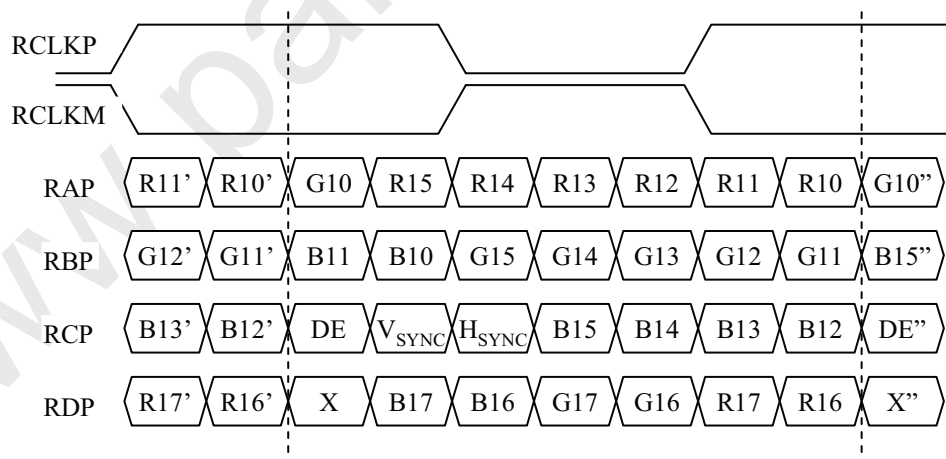 RCLKP
RCLKM
RAP R11’ R10’ G10 R15 R14 R13 R12 R11 R10 G10”
RBP G12’ G11’ B11 B10 G15 G14 G13 G12 G11 B15”
RCP B13’ B12’ DE VSYNC HSYNC B15 B14 B13 B12 DE”
RDP R17’ R16’ X B17 B16 G17 G16 R17 R16 X”
www.pa